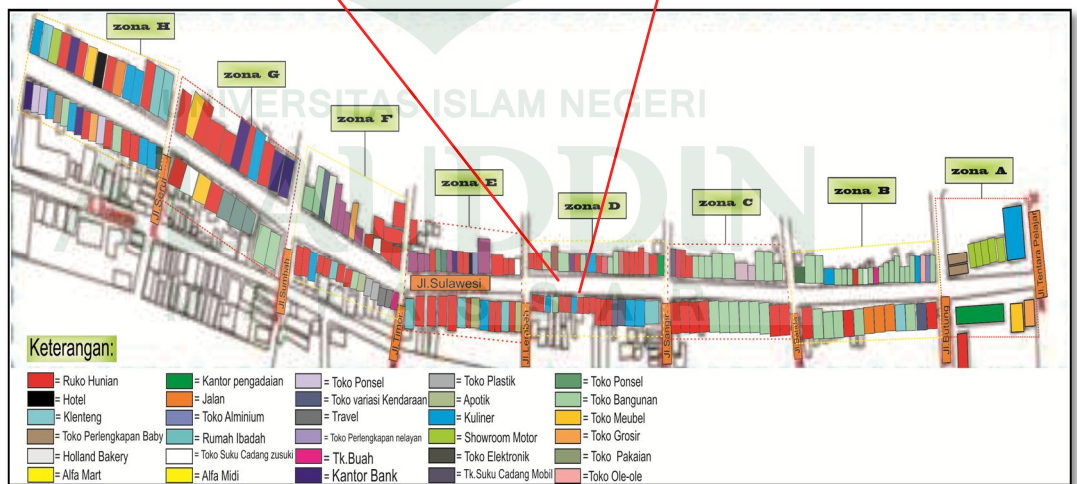 zona H
zona G
zona F
zona E
zona D
zona C
zona B
zona A
UNIVERSITAS ISLAM NEGERI
Jl.Sulawesi
Jl.Serui
Jl.Sumbah
Jl.Timor
Jl.Lembeh
Jl.Sangir
Jl.Butung
Jl.Tentara Pelajar
Keterangan:
= Ruko Hunian
= Hotel
= Klenteng
= Toko Perlengkapan Baby
= Holland Bakery
= Alfa Mart
= Kantor pengadaian
= Jalan
= Toko Alminium
= Rumah Ibadah
= Toko Suku Cadang zusuki
= Alfa Midi
= Toko Ponsel
= Toko variasi Kendaraan
= Travel
= Toko Perlengkapan nelayan
= Tk.Buah
= Kantor Bank
= Toko Plastik
= Apotik
= Kuliner
= Showroom Motor
= Toko Elektronik
= Tk.Suku Cadang Mobil
= Toko Ponsel
= Toko Bangunan
= Toko Meubel
= Toko Grosir
= Toko Pakaian
=Toko Ole-ole